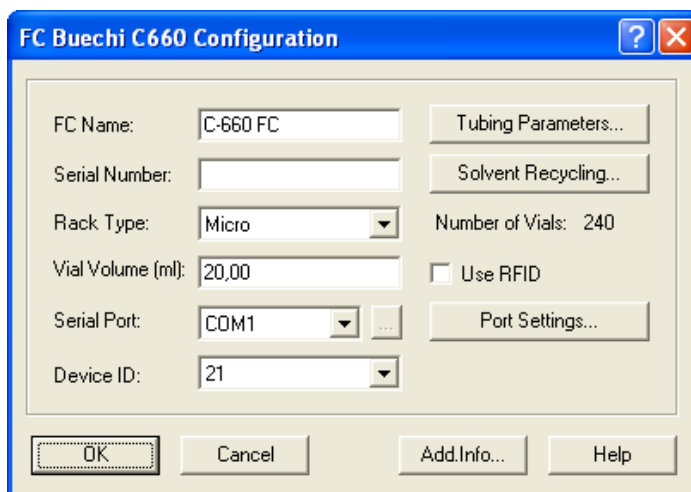 FC Buechi C660 Configuration
FC Name: C-660 FC Tubing Parameters...
Serial Number: Solvent Recycling...
Rack Type: Micro Number of Vials: 240
Vial Volume (ml): 20,00 Use RFID
Serial Port: COM1 ... Port Settings...
Device ID: 21
OK Cancel Add.Info... Help